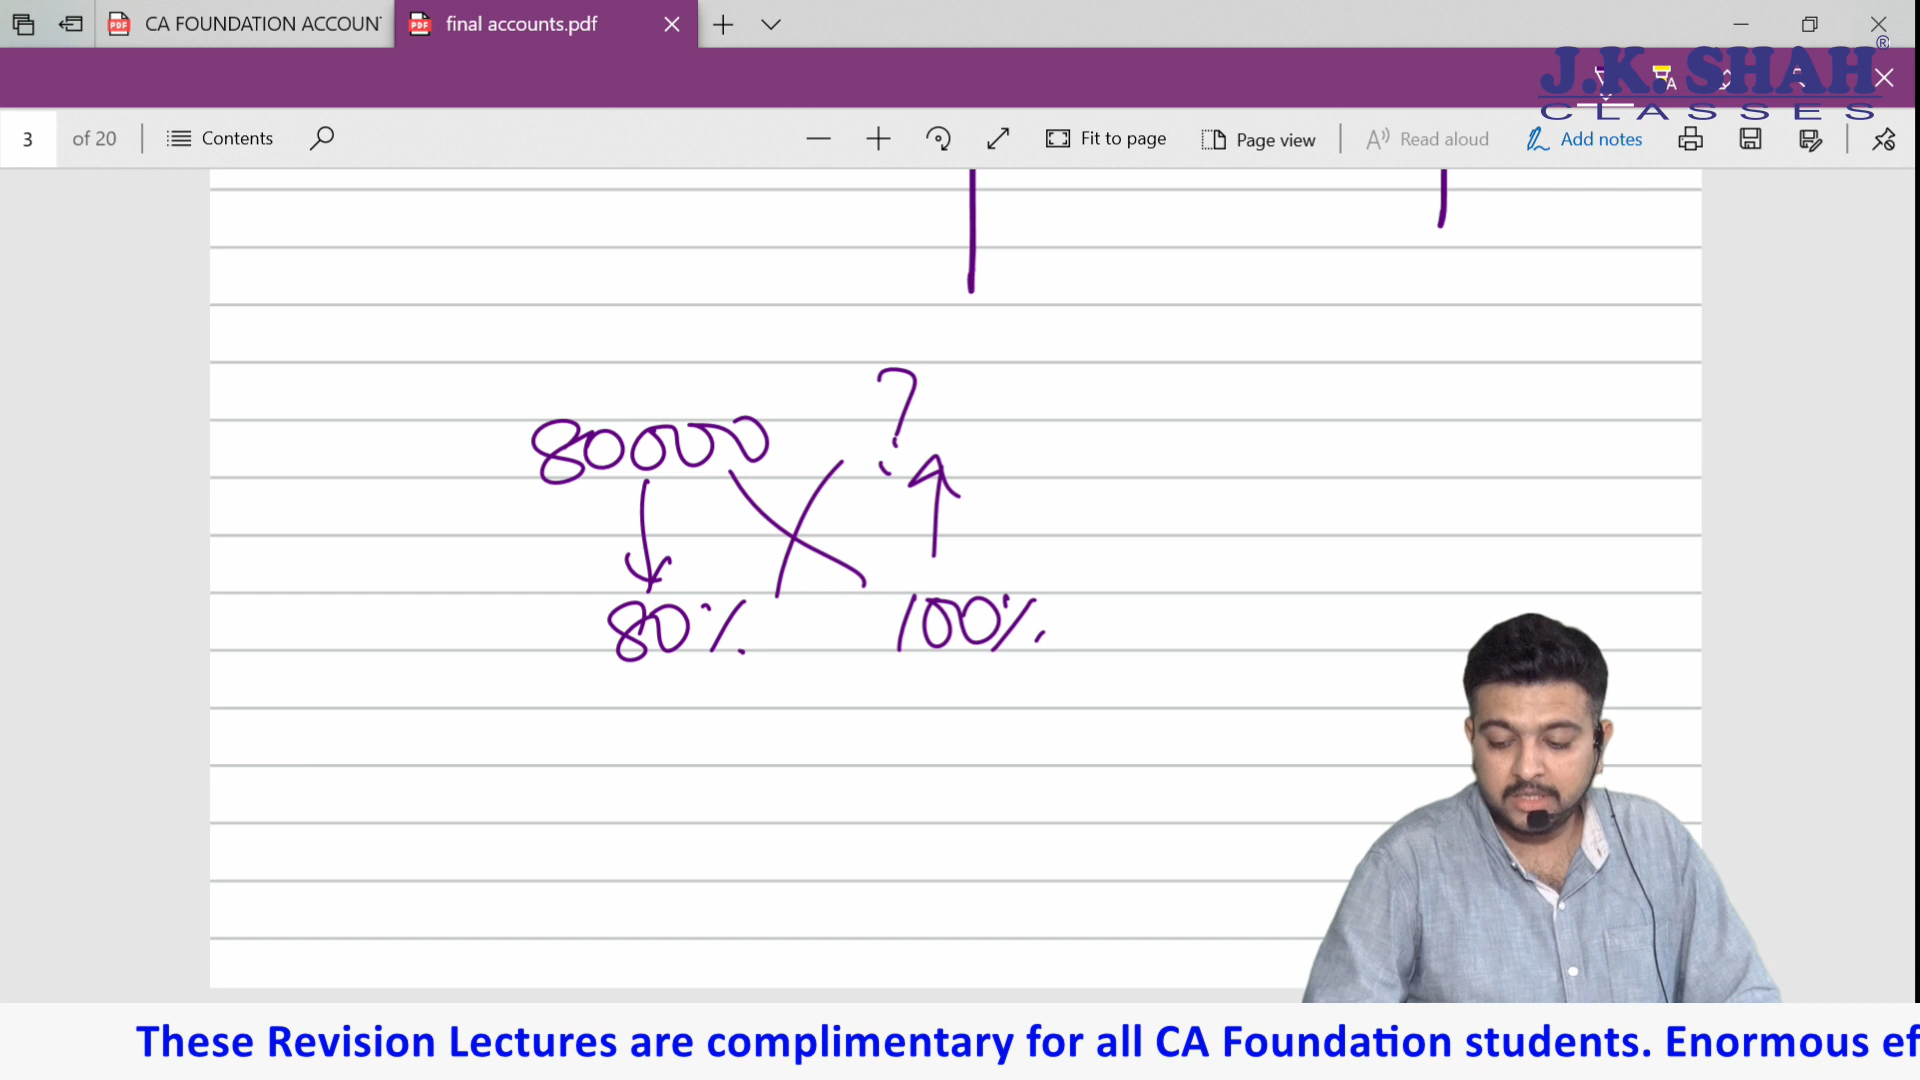 CA FOUNDATION ACCOUN
final accounts.pdf
J.K. SHAH®
CLASSES
3 of 20
Contents
Fit to page
Page view
Read aloud
Add notes
80000 ?
80% 100%
These Revision Lectures are complimentary for all CA Foundation students. Enormous ef